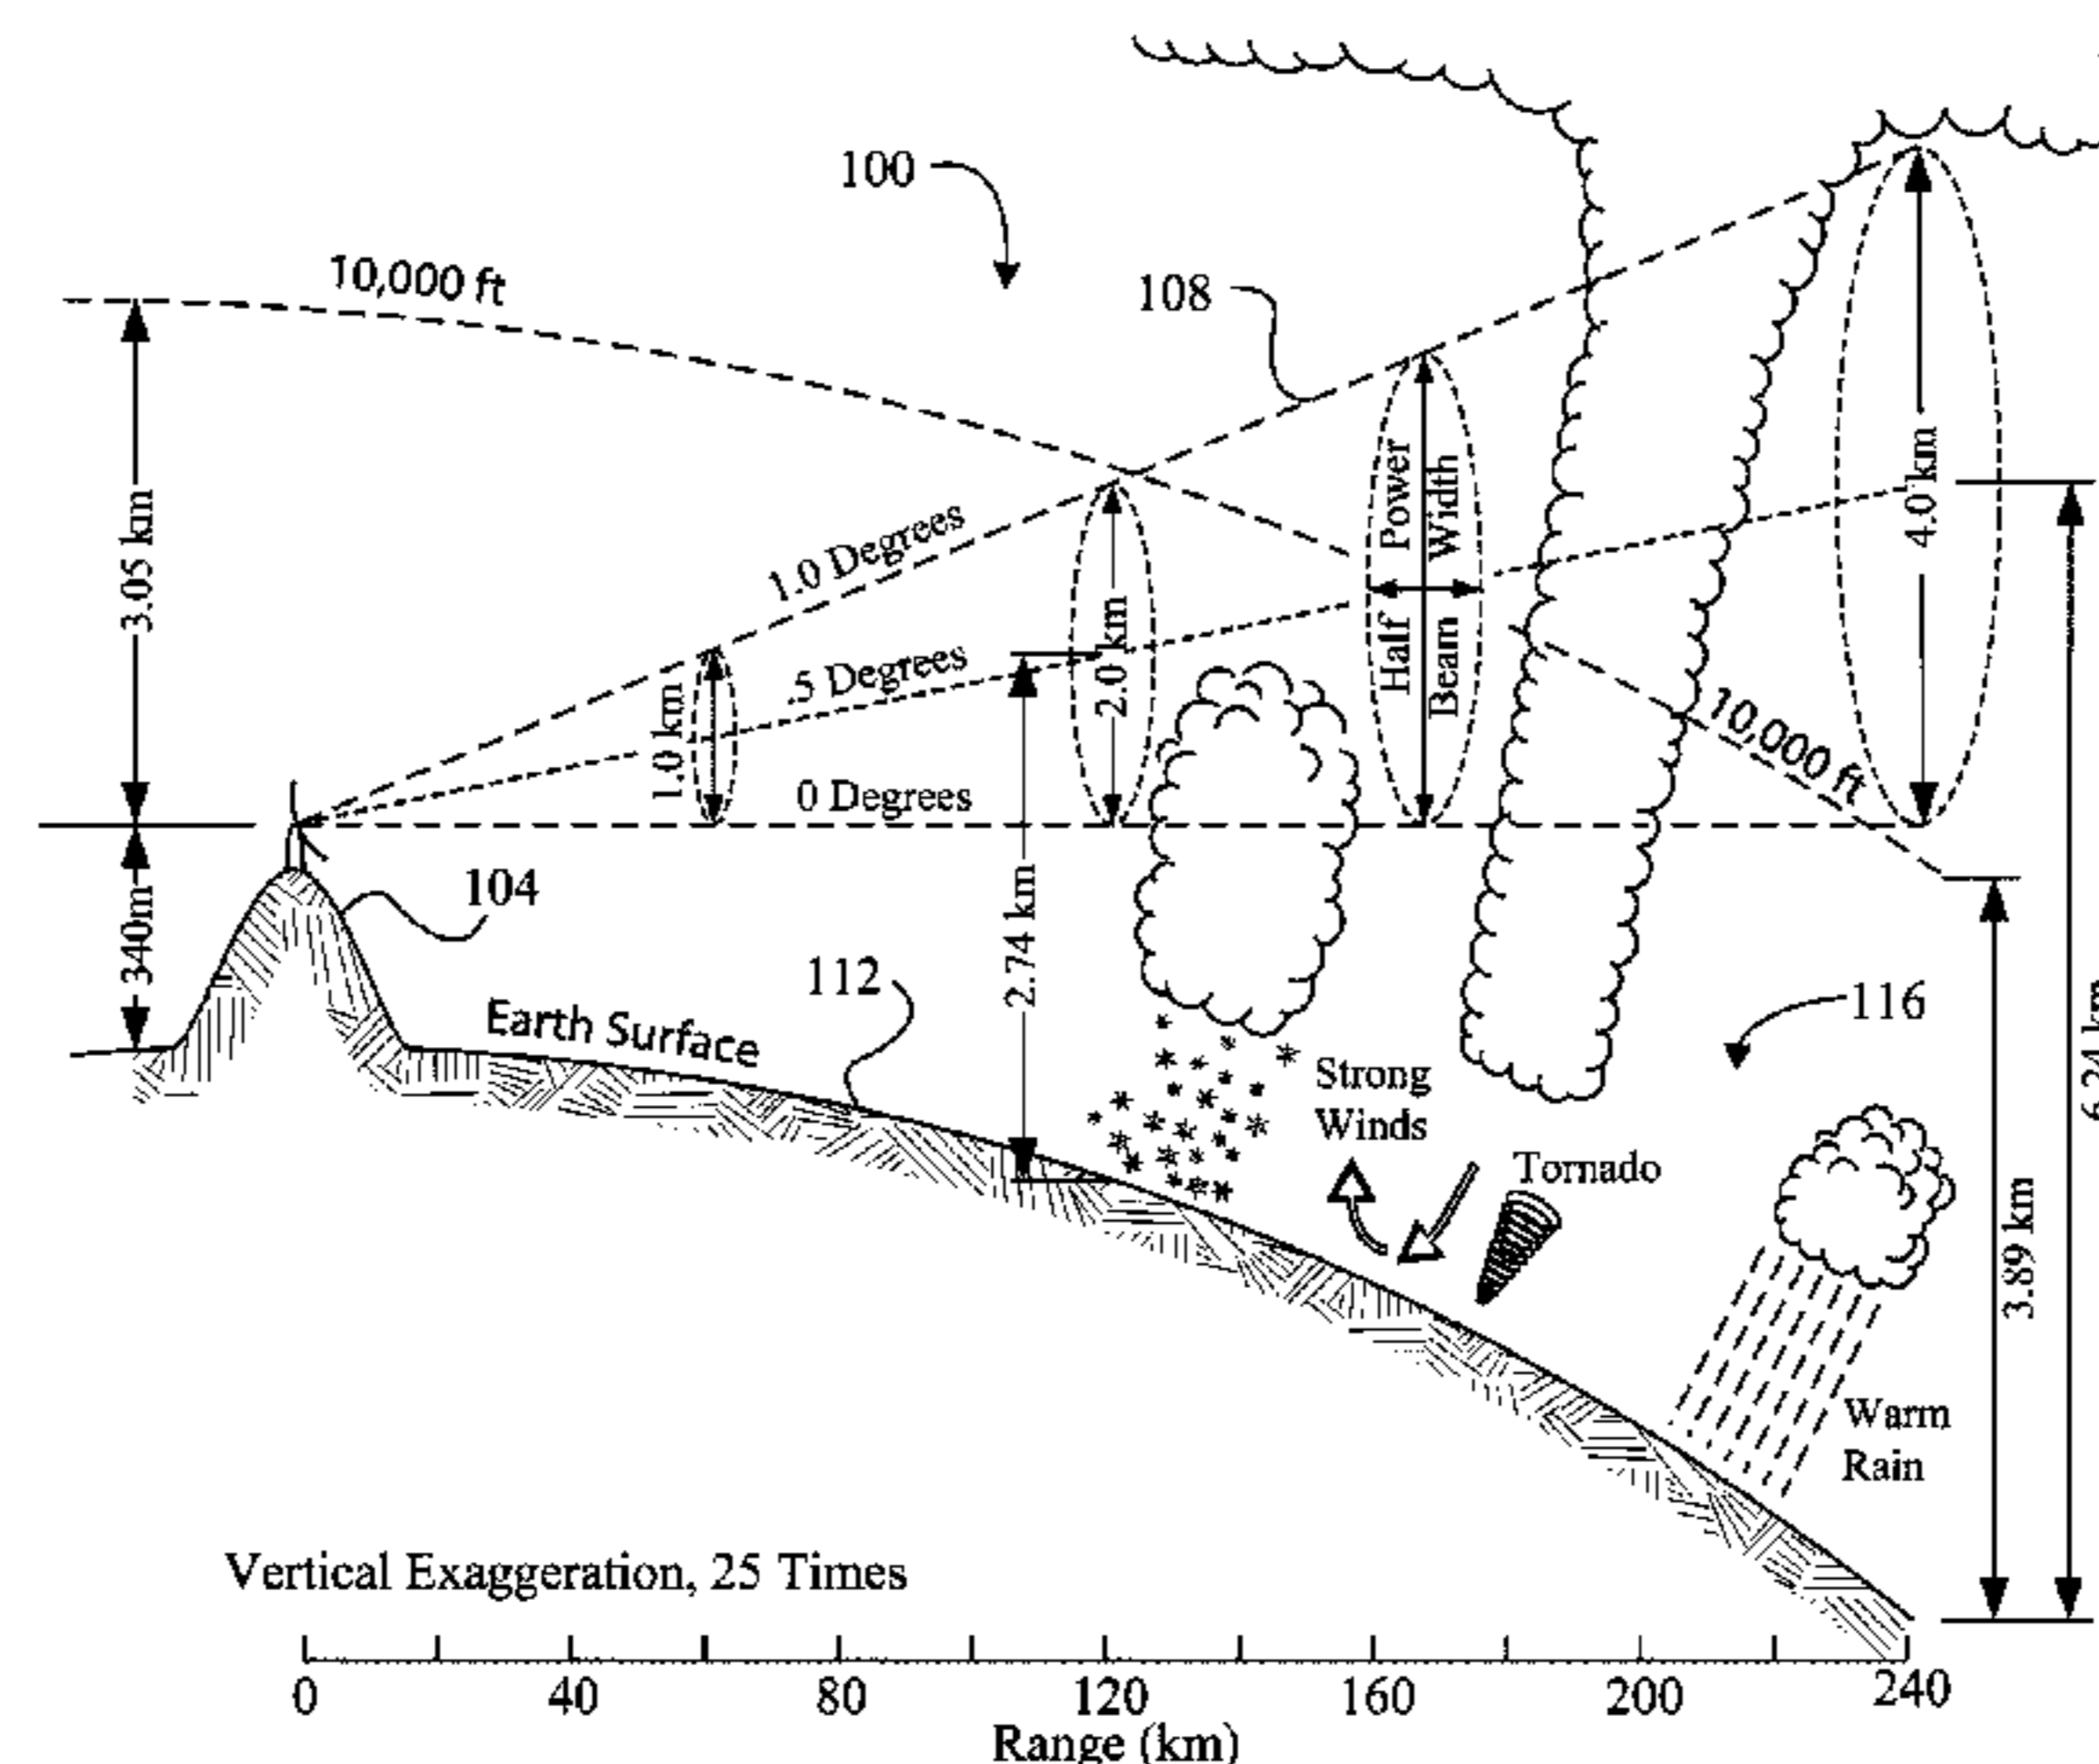 100
10,000 ft
108
3.05 km
1.0 Degrees
.5 Degrees
0 Degrees
1.0 km
2.0 km
Half Power
Beam Width
4.0 km
10,000 ft
104
340m
112
Earth Surface
2.74 km
116
Strong
Winds
Tornado
6.24 km
3.89 km
Warm
Rain
Vertical Exaggeration, 25 Times
0 40 80 120 160 200 240
Range (km)